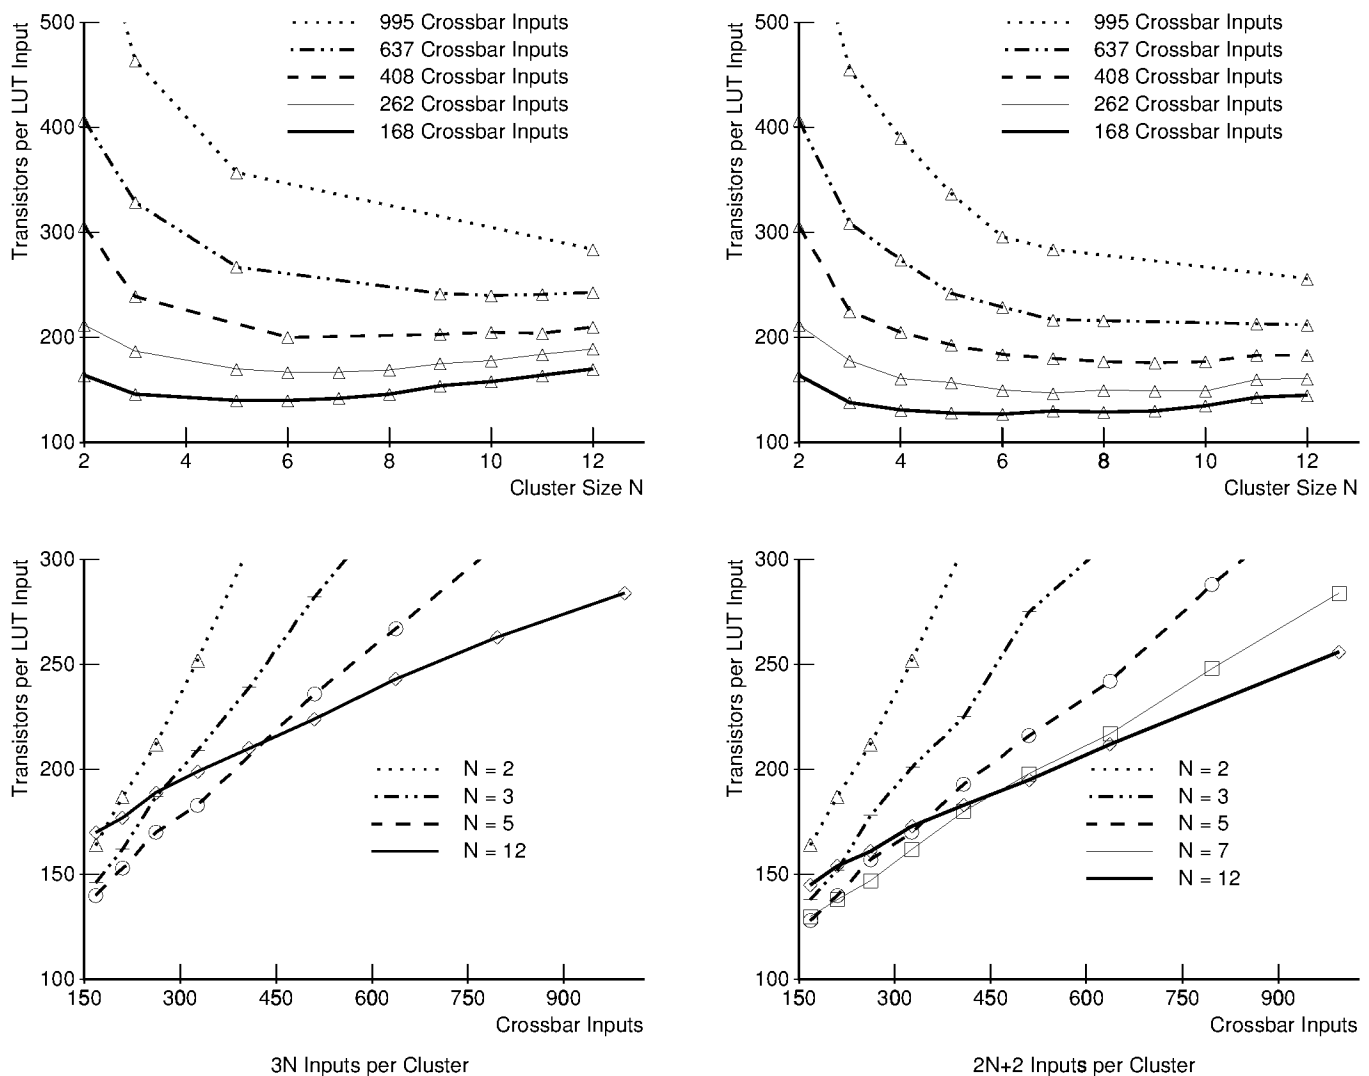 Transistors per LUT Input
500
400
300
200
100
995 Crossbar Inputs
637 Crossbar Inputs
408 Crossbar Inputs
262 Crossbar Inputs
168 Crossbar Inputs
2 4 6 8 10 12
Cluster Size N
Transistors per LUT Input
500
400
300
200
100
995 Crossbar Inputs
637 Crossbar Inputs
408 Crossbar Inputs
262 Crossbar Inputs
168 Crossbar Inputs
2 4 6 8 10 12
Cluster Size N
Transistors per LUT Input
300
250
200
150
100
N = 2
N = 3
N = 5
N = 12
150 300 450 600 750 900
Crossbar Inputs
3N Inputs per Cluster
Transistors per LUT Input
300
250
200
150
100
N = 2
N = 3
N = 5
N = 7
N = 12
150 300 450 600 750 900
Crossbar Inputs
2N+2 Inputs per Cluster